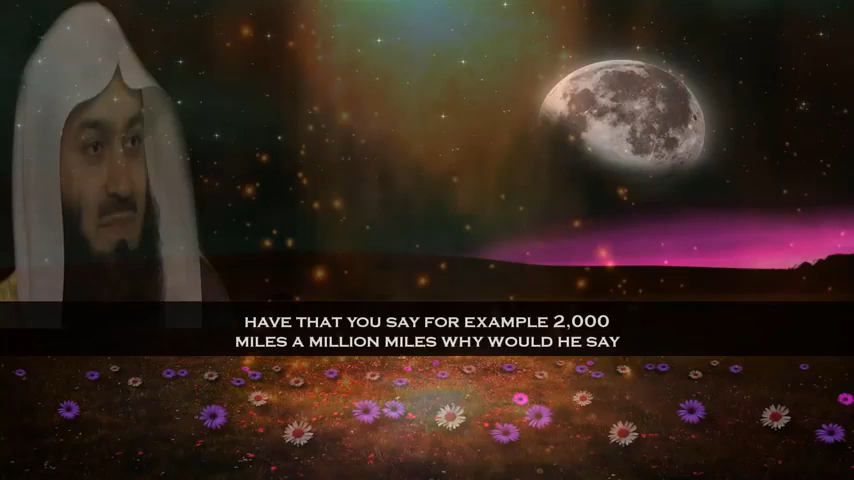 HAVE THAT YOU SAY FOR EXAMPLE 2,000
MILES A MILLION MILES WHY WOULD HE SAY